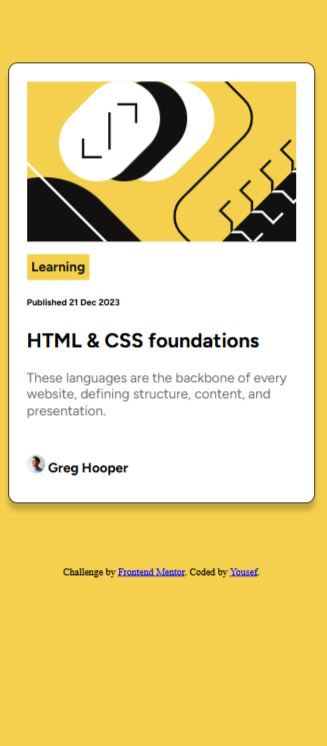 Learning
Published 21 Dec 2023
HTML & CSS foundations
These languages are the backbone of every
website, defining structure, content, and
presentation.
Greg Hooper
Challenge by Frontend Mentor. Coded by Yousef.